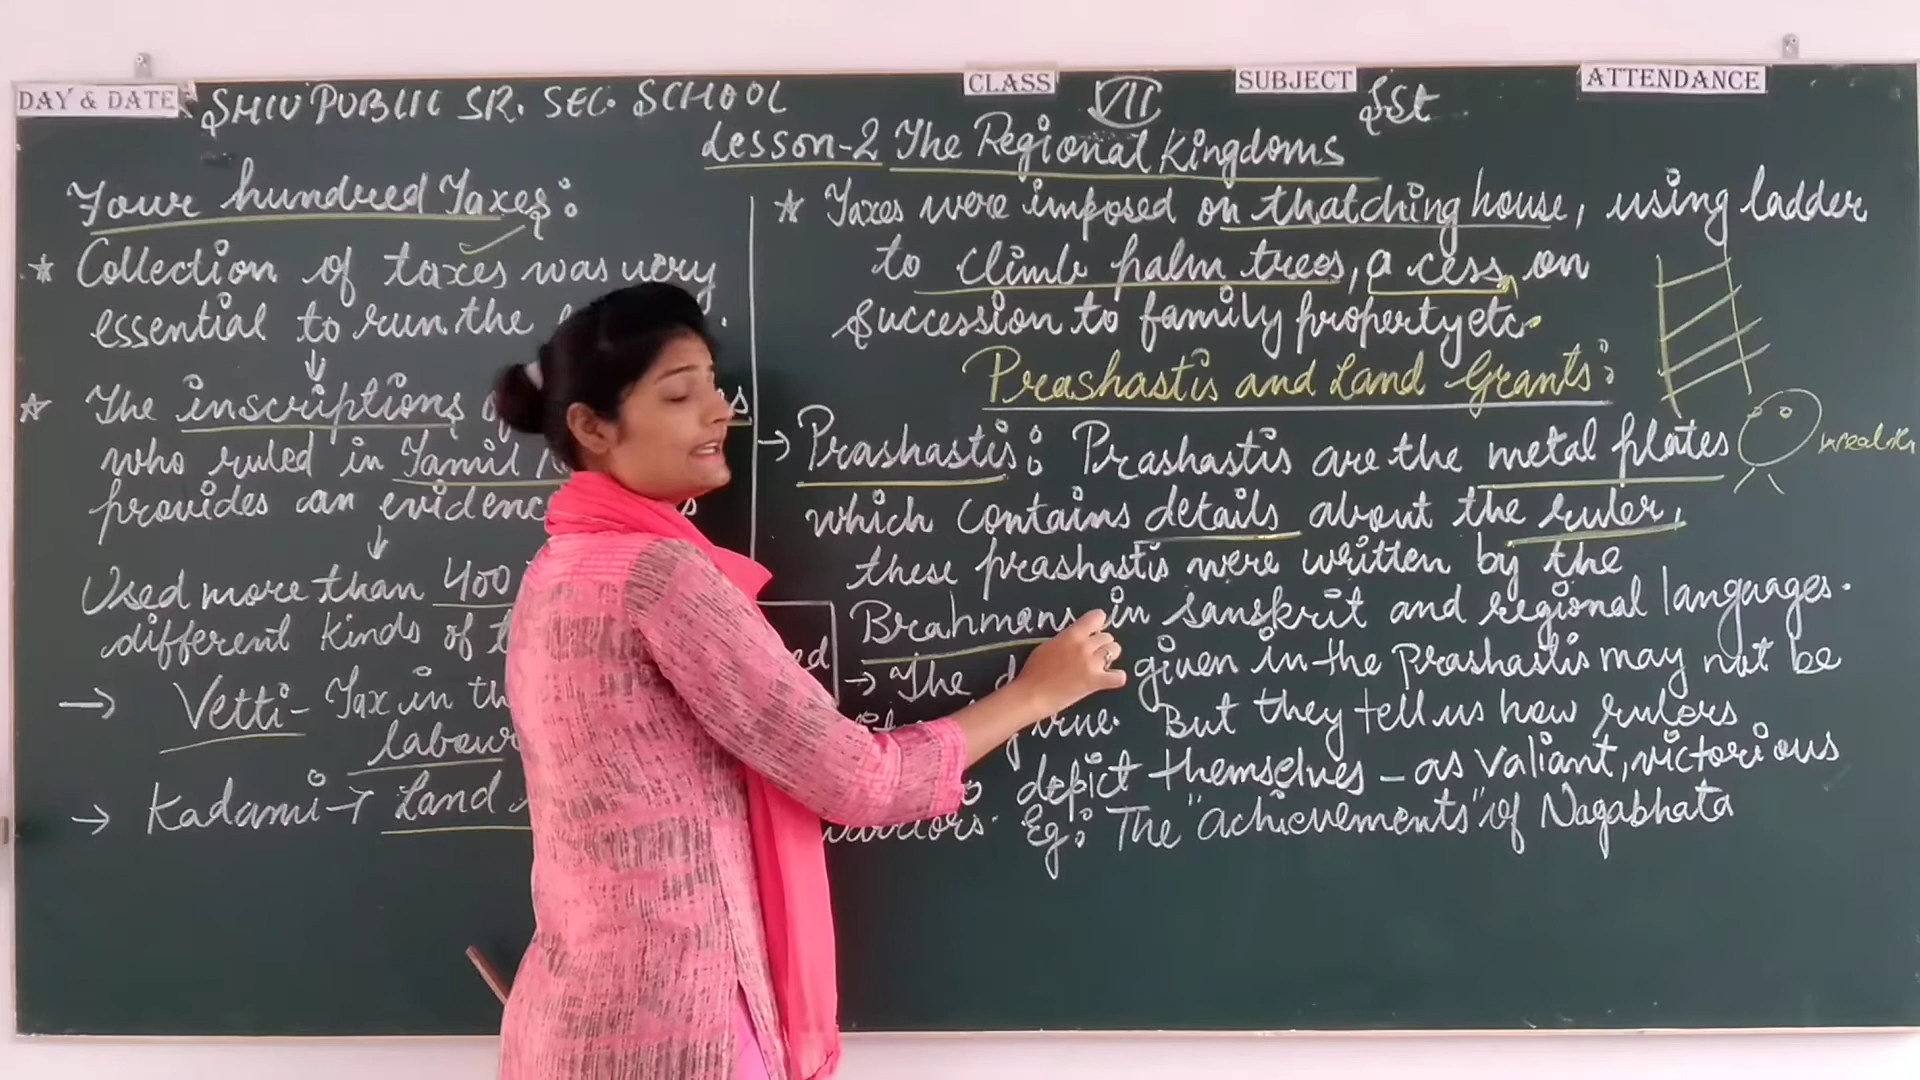 DAY & DATE
SHIV PUBLIC SR. SEC. SCHOOL
CLASS
VII
SUBJECT
SSt
ATTENDANCE
Lesson-2 The Regional Kingdoms
Four hundred Taxes:
★ Collection of taxes was very
essential to run the
↓
★ The inscriptions
who ruled in Tamil
provides an evidence
↓
Used more than 400
different kinds of
→ Vetti - Tax in
labour
→ Kadami → Land
★ Taxes were imposed on thatching house, using ladder
to climb palm trees, a cess on
succession to family property etc.
Prashastis and Land Grants:
→ Prashastis: Prashastis are the metal plates
which contains details about the ruler,
these prashastis were written by the
Brahmans in sanskrit and regional languages.
→ The given in the Prashastis may not be
true. But they tell us how rulers
depict themselves - as valiant, victorious
warriors. Eg: The "achievements" of Nagabhata
wealth